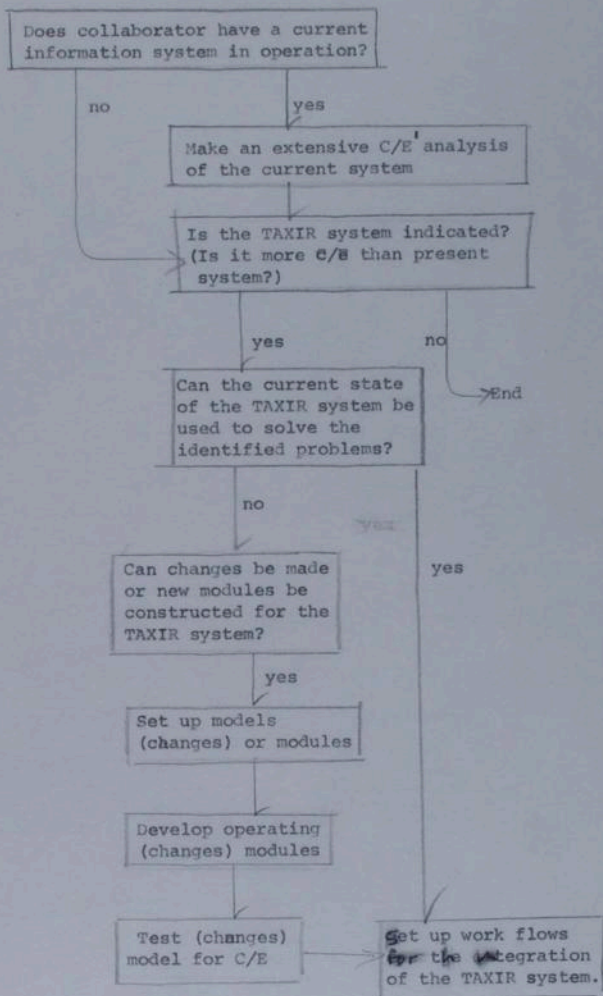 Does collaborator have a current
information system in operation?
no
yes
Make an extensive C/E' analysis
of the current system
Is the TAXIR system indicated?
(Is it more C/E than present
system?)
yes
no
End
Can the current state
of the TAXIR system be
used to solve the
identified problems?
no
yes
yes
Can changes be made
or new modules be
constructed for the
TAXIR system?
yes
Set up models
(changes) or modules
Develop operating
(changes) modules
Test (changes)
model for C/E
Set up work flows
for the integration
of the TAXIR system.